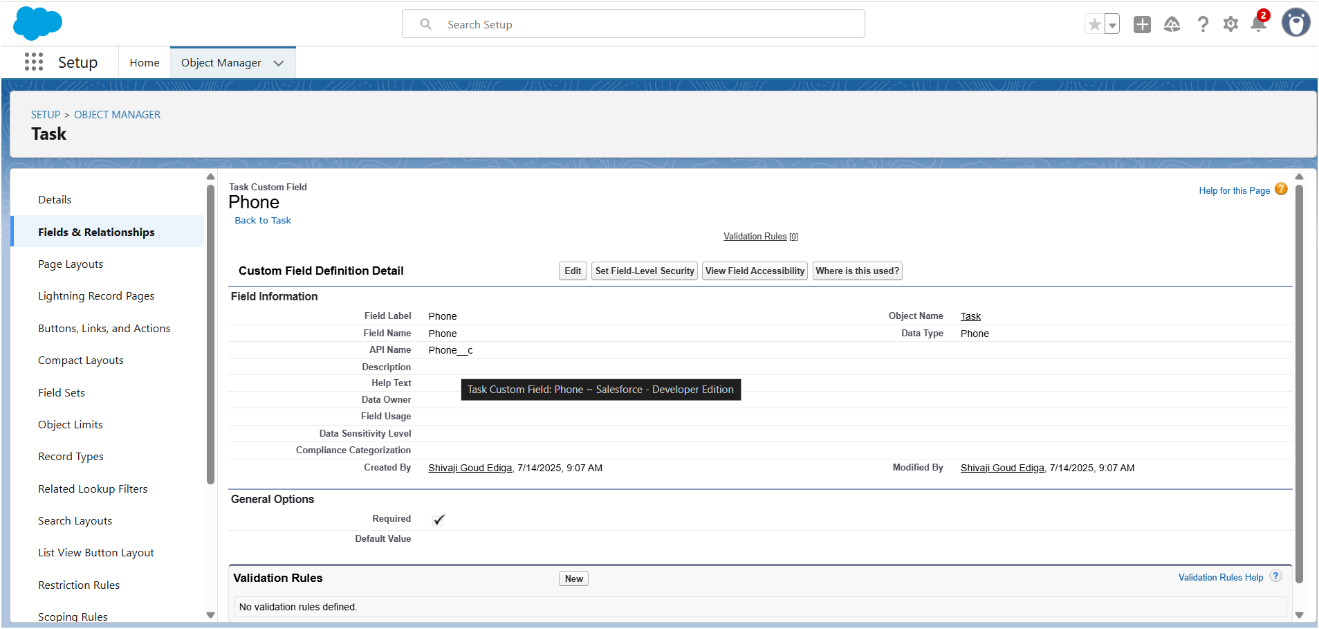 Search Setup
2
Setup
Home
Object Manager
SETUP > OBJECT MANAGER
Task
Details
Fields & Relationships
Page Layouts
Lightning Record Pages
Buttons, Links, and Actions
Compact Layouts
Field Sets
Object Limits
Record Types
Related Lookup Filters
Search Layouts
List View Button Layout
Restriction Rules
Scoping Rules
Task Custom Field
Phone
Back to Task
Help for this Page ?
Validation Rules [0]
Custom Field Definition Detail
Edit
Set Field-Level Security
View Field Accessibility
Where is this used?
Field Information
Field Label Phone Object Name Task
Field Name Phone Data Type Phone
API Name Phone__c
Description
Help Text
Task Custom Field: Phone ~ Salesforce - Developer Edition
Data Owner
Field Usage
Data Sensitivity Level
Compliance Categorization
Created By Shivaji Goud Ediga, 7/14/2025, 9:07 AM Modified By Shivaji Goud Ediga, 7/14/2025, 9:07 AM
General Options
Required
Default Value
Validation Rules
New
Validation Rules Help ?
No validation rules defined.